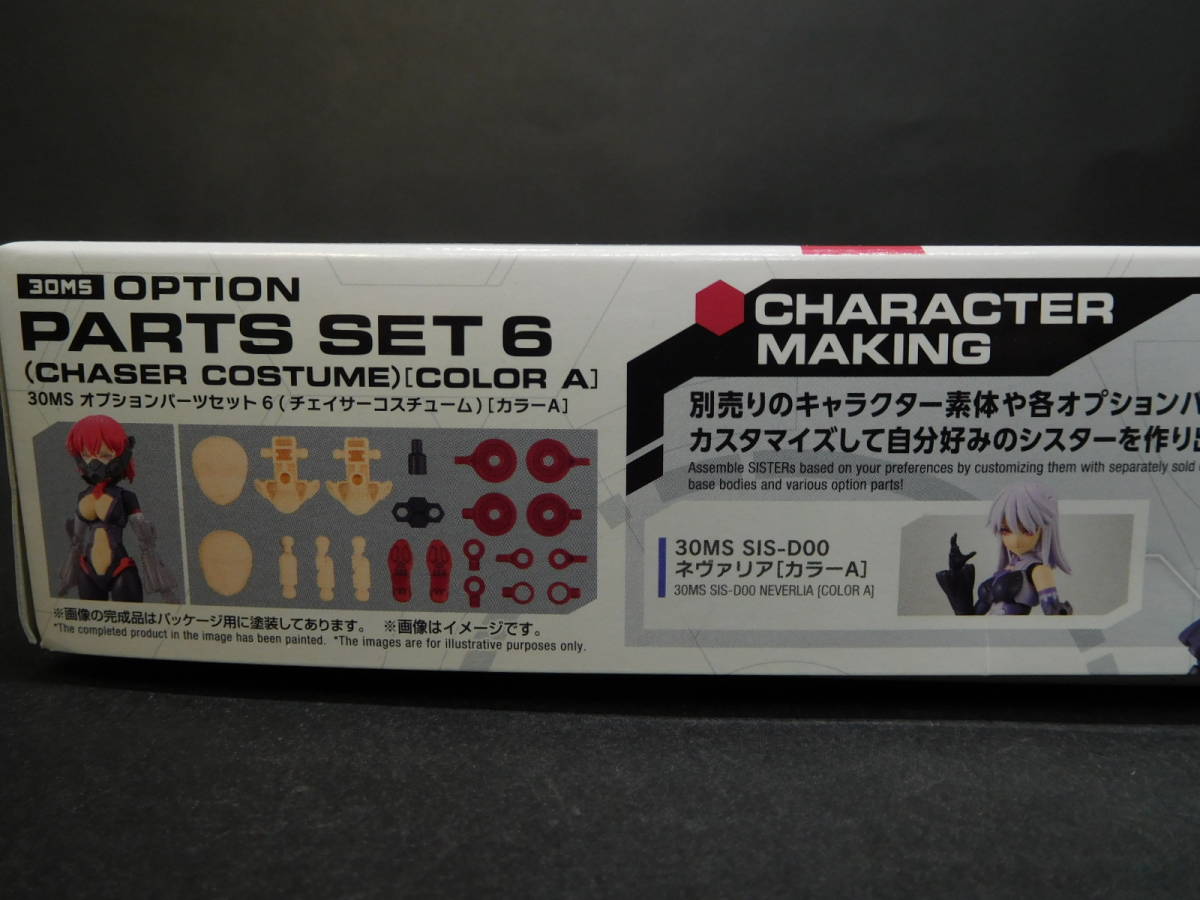 30MS OPTION
PARTS SET 6
(CHASER COSTUME)[COLOR A]
30MS オプションパーツセット6(チェイサーコスチューム)[カラーA]
※画像の完成品はパッケージ用に塗装してあります。 ※画像はイメージです。
*The completed product in the image has been painted. *The images are for illustrative purposes only.
CHARACTER
MAKING
別売りのキャラクター素体や各オプションパ
カスタマイズして自分好みのシスターを作り出
Assemble SISTERs based on your preferences by customizing them with separately sold
base bodies and various option parts!
30MS SIS-D00
ネヴァリア[カラーA]
30MS SIS-D00 NEVERLIA [COLOR A]